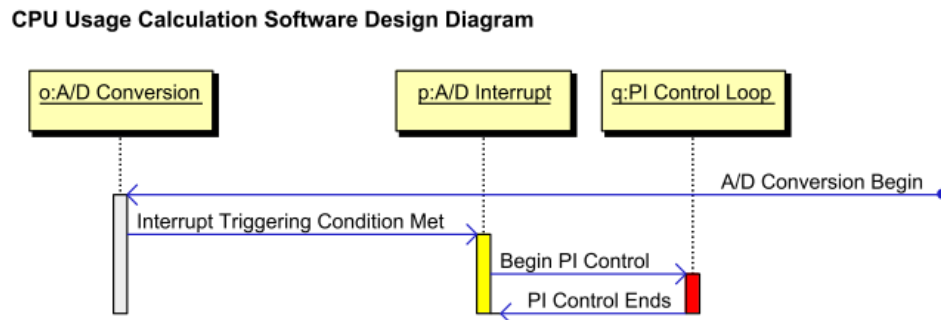 CPU Usage Calculation Software Design Diagram
o:A/D Conversion
p:A/D Interrupt
q:PI Control Loop
A/D Conversion Begin
Interrupt Triggering Condition Met
Begin PI Control
PI Control Ends